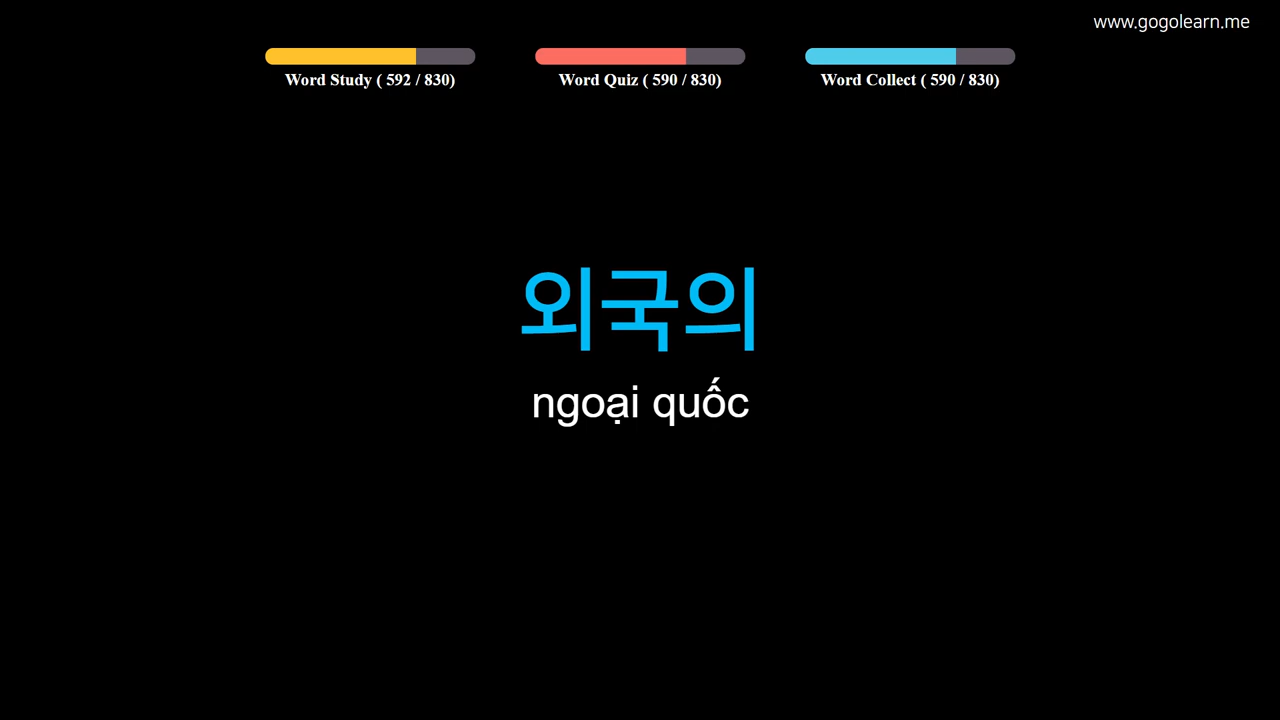 www.gogolearn.me
Word Study ( 592 / 830)
Word Quiz ( 590 / 830)
Word Collect ( 590 / 830)
외국의
ngoại quốc